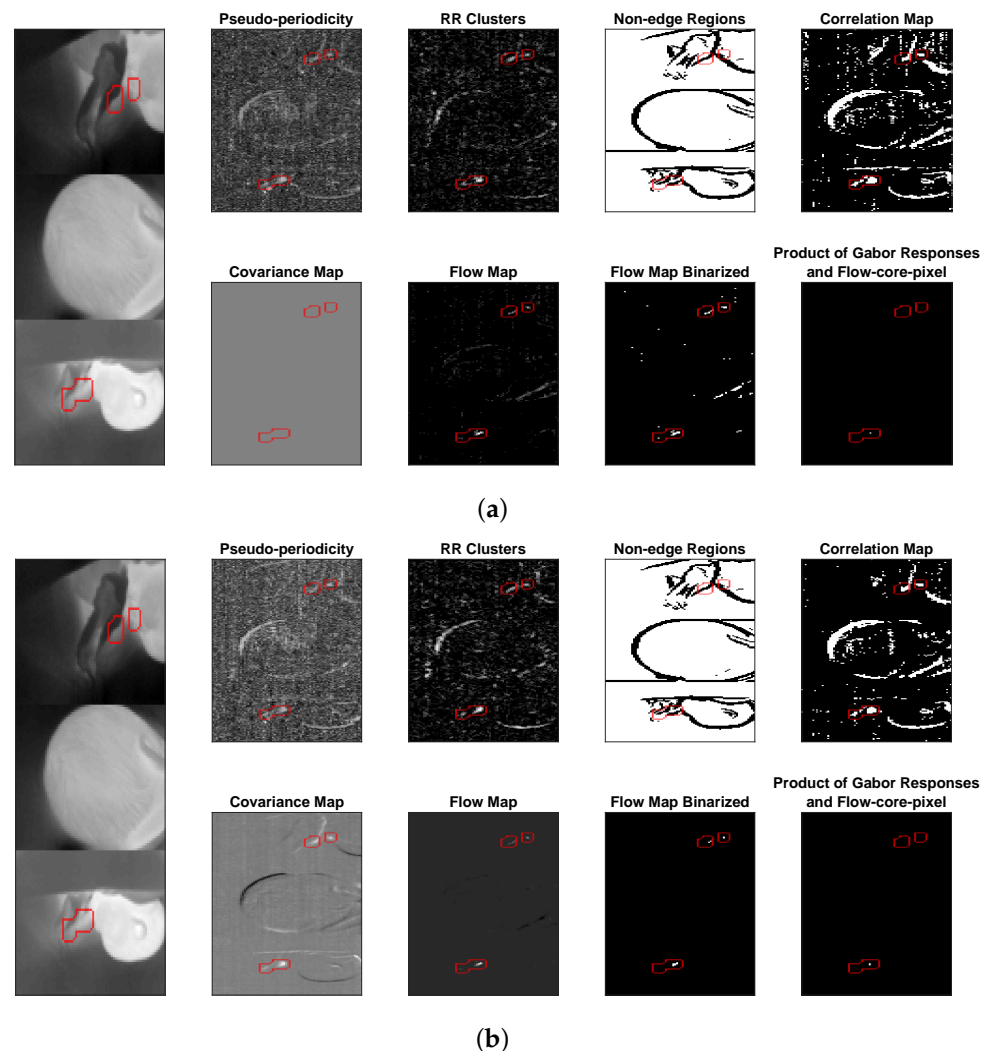 Pseudo-periodicity
RR Clusters
Non-edge Regions
Correlation Map
Covariance Map
Flow Map
Flow Map Binarized
Product of Gabor Responses
and Flow-core-pixel
(a)
Pseudo-periodicity
RR Clusters
Non-edge Regions
Correlation Map
Covariance Map
Flow Map
Flow Map Binarized
Product of Gabor Responses
and Flow-core-pixel
(b)